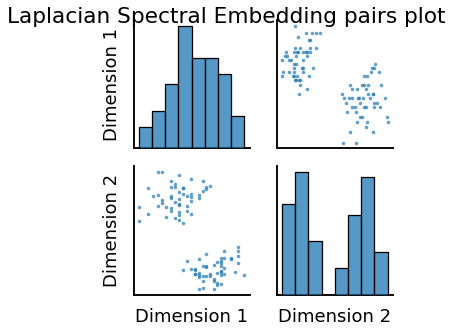 Laplacian Spectral Embedding pairs plot
Dimension 1
Dimension 2
Dimension 1
Dimension 2